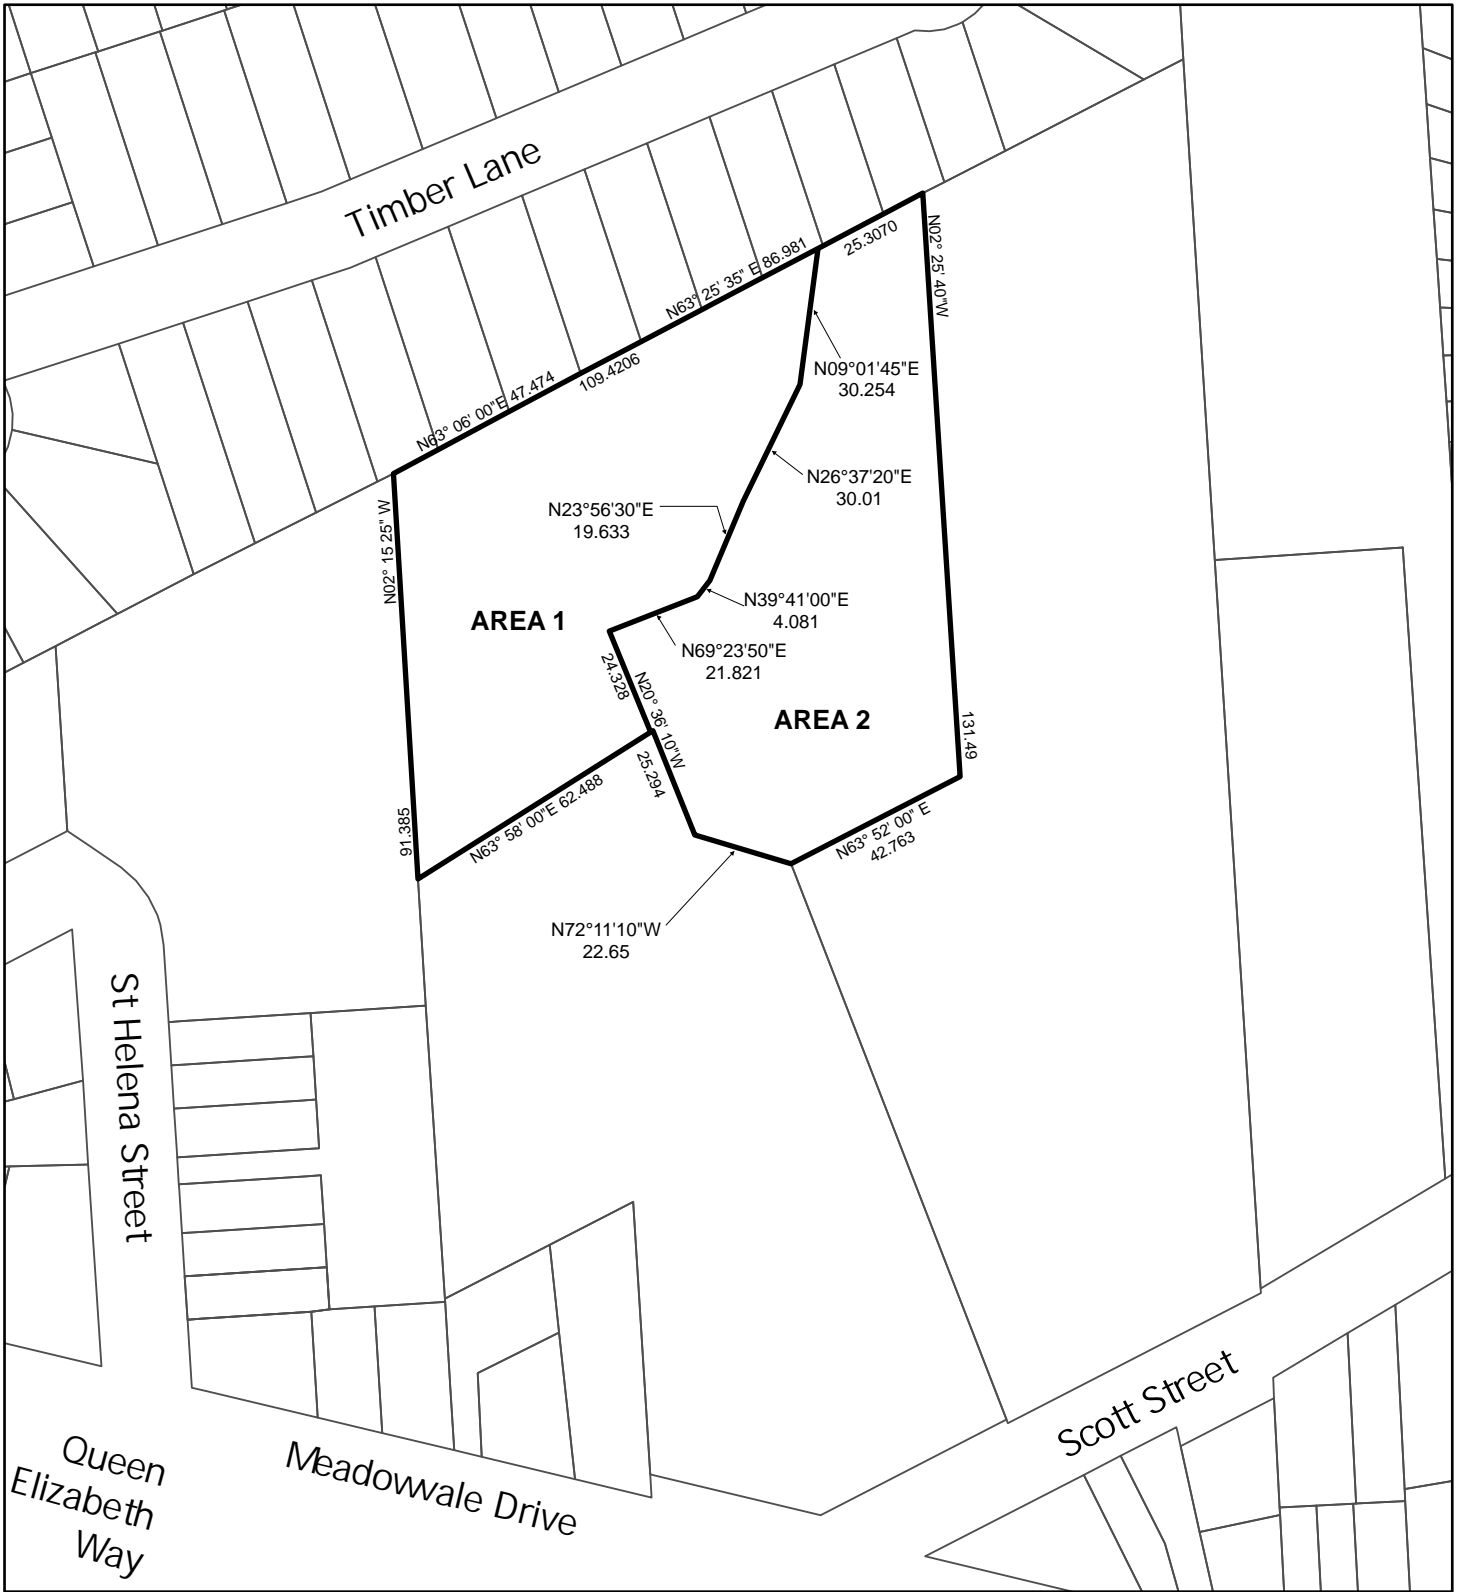 Timber Lane
25.3070
N02° 25' 40"W
N63° 25' 35" E 86.981
N63° 06' 00"E 47.474
109.4206
N09°01'45"E
30.254
N26°37'20"E
30.01
N23°56'30"E
19.633
N02° 15 25" W
AREA 1
N39°41'00"E
4.081
N69°23'50"E
21.821
24.328
N20° 36' 10"W
25.294
AREA 2
131.49
91.385
N63° 58' 00"E 62.488
N63° 52' 00" E
42.763
N72°11'10"W
22.65
St Helena Street
Scott Street
Meadowvale Drive
Queen
Elizabeth
Way